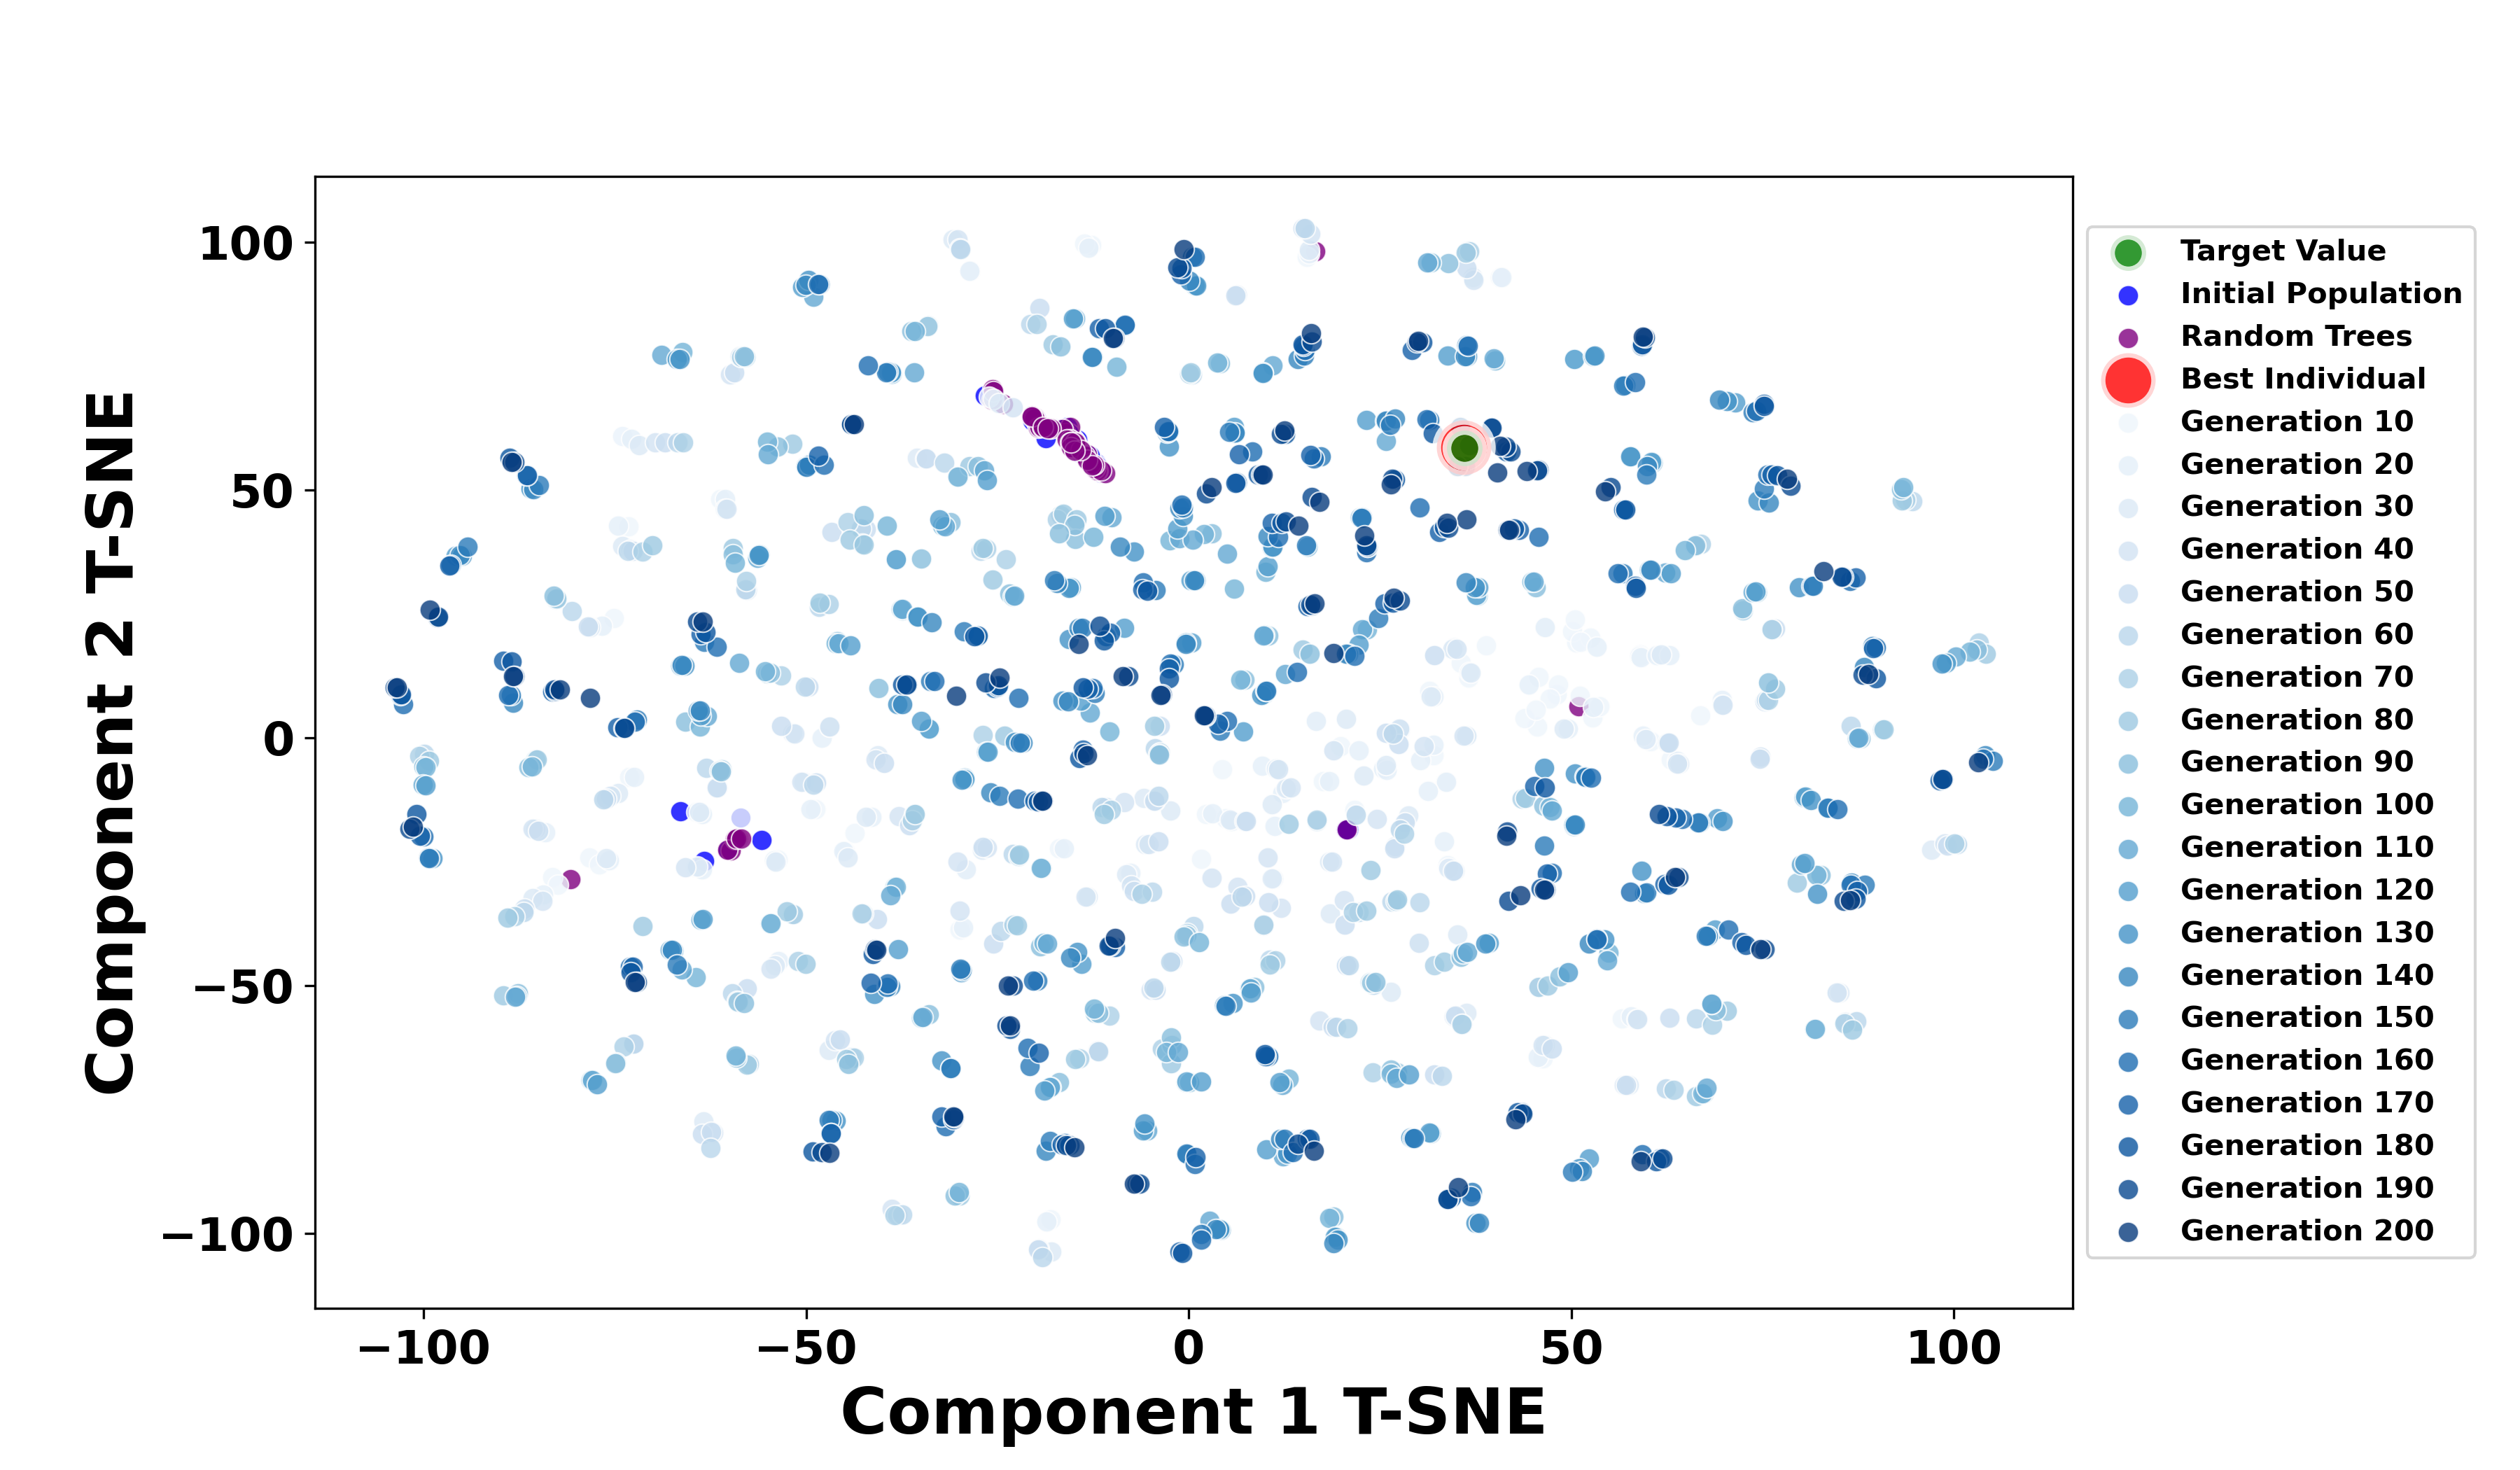 100
50
0
−50
−100
−100
−50
0
50
100
Component 2 T-SNE
Component 1 T-SNE
Target Value
Initial Population
Random Trees
Best Individual
Generation 10
Generation 20
Generation 30
Generation 40
Generation 50
Generation 60
Generation 70
Generation 80
Generation 90
Generation 100
Generation 110
Generation 120
Generation 130
Generation 140
Generation 150
Generation 160
Generation 170
Generation 180
Generation 190
Generation 200